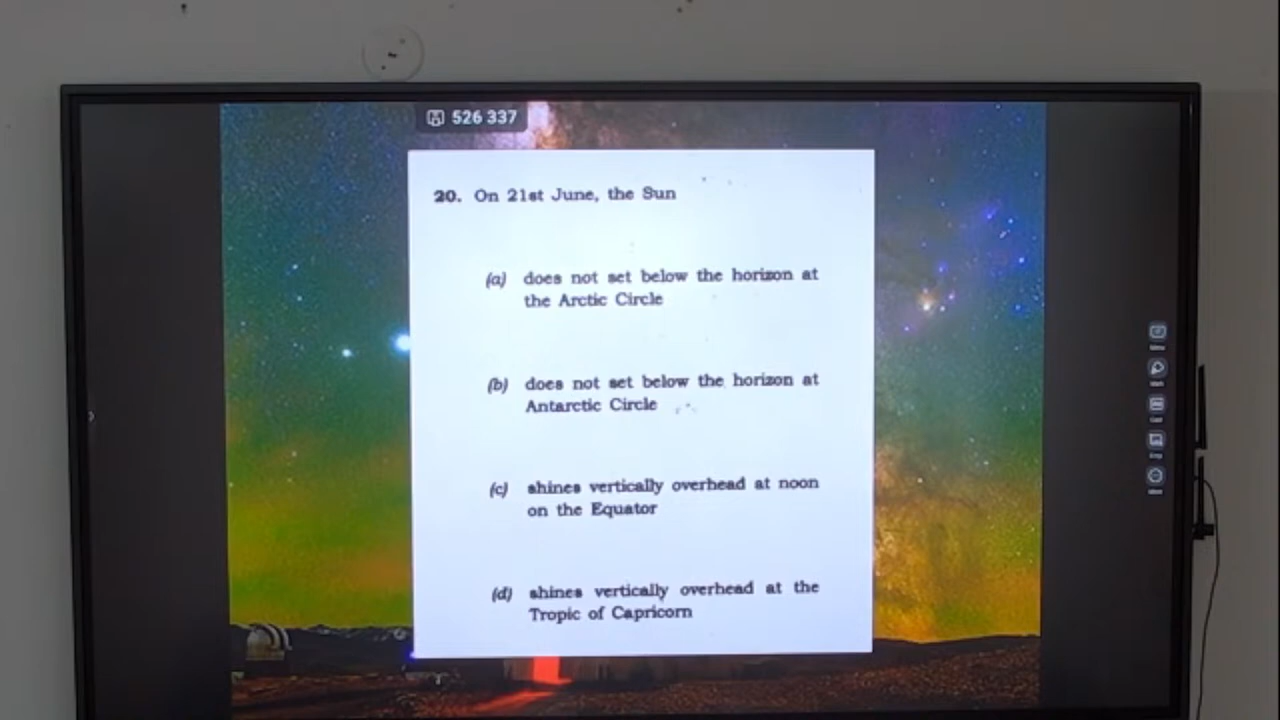 526 337
20. On 21st June, the Sun
(a) does not set below the horizon at
the Arctic Circle
(b) does not set below the horizon at
Antarctic Circle
(c) shines vertically overhead at noon
on the Equator
(d) shines vertically overhead at the
Tropic of Capricorn